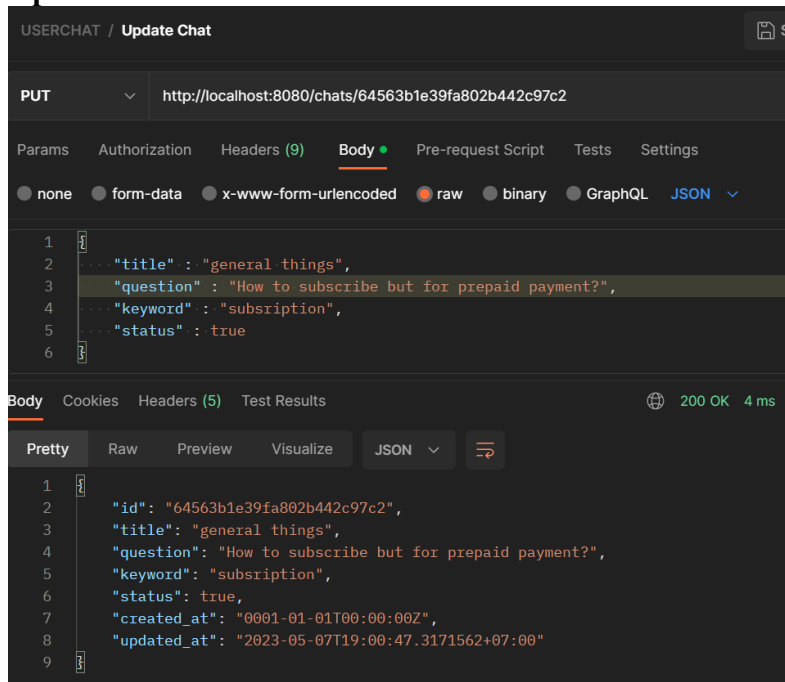 USERCHAT / Update Chat
PUT http://localhost:8080/chats/64563b1e39fa802b442c97c2
Params Authorization Headers (9) Body Pre-request Script Tests Settings
none form-data x-www-form-urlencoded raw binary GraphQL JSON
1 {
2 "title" : "general things",
3 "question" : "How to subscribe but for prepaid payment?",
4 "keyword" : "subsription",
5 "status" : true
6 }
Body Cookies Headers (5) Test Results 200 OK 4 ms
Pretty Raw Preview Visualize JSON
1 {
2 "id": "64563b1e39fa802b442c97c2",
3 "title": "general things",
4 "question": "How to subscribe but for prepaid payment?",
5 "keyword": "subsription",
6 "status": true,
7 "created_at": "0001-01-01T00:00:00Z",
8 "updated_at": "2023-05-07T19:00:47.3171562+07:00"
9 }